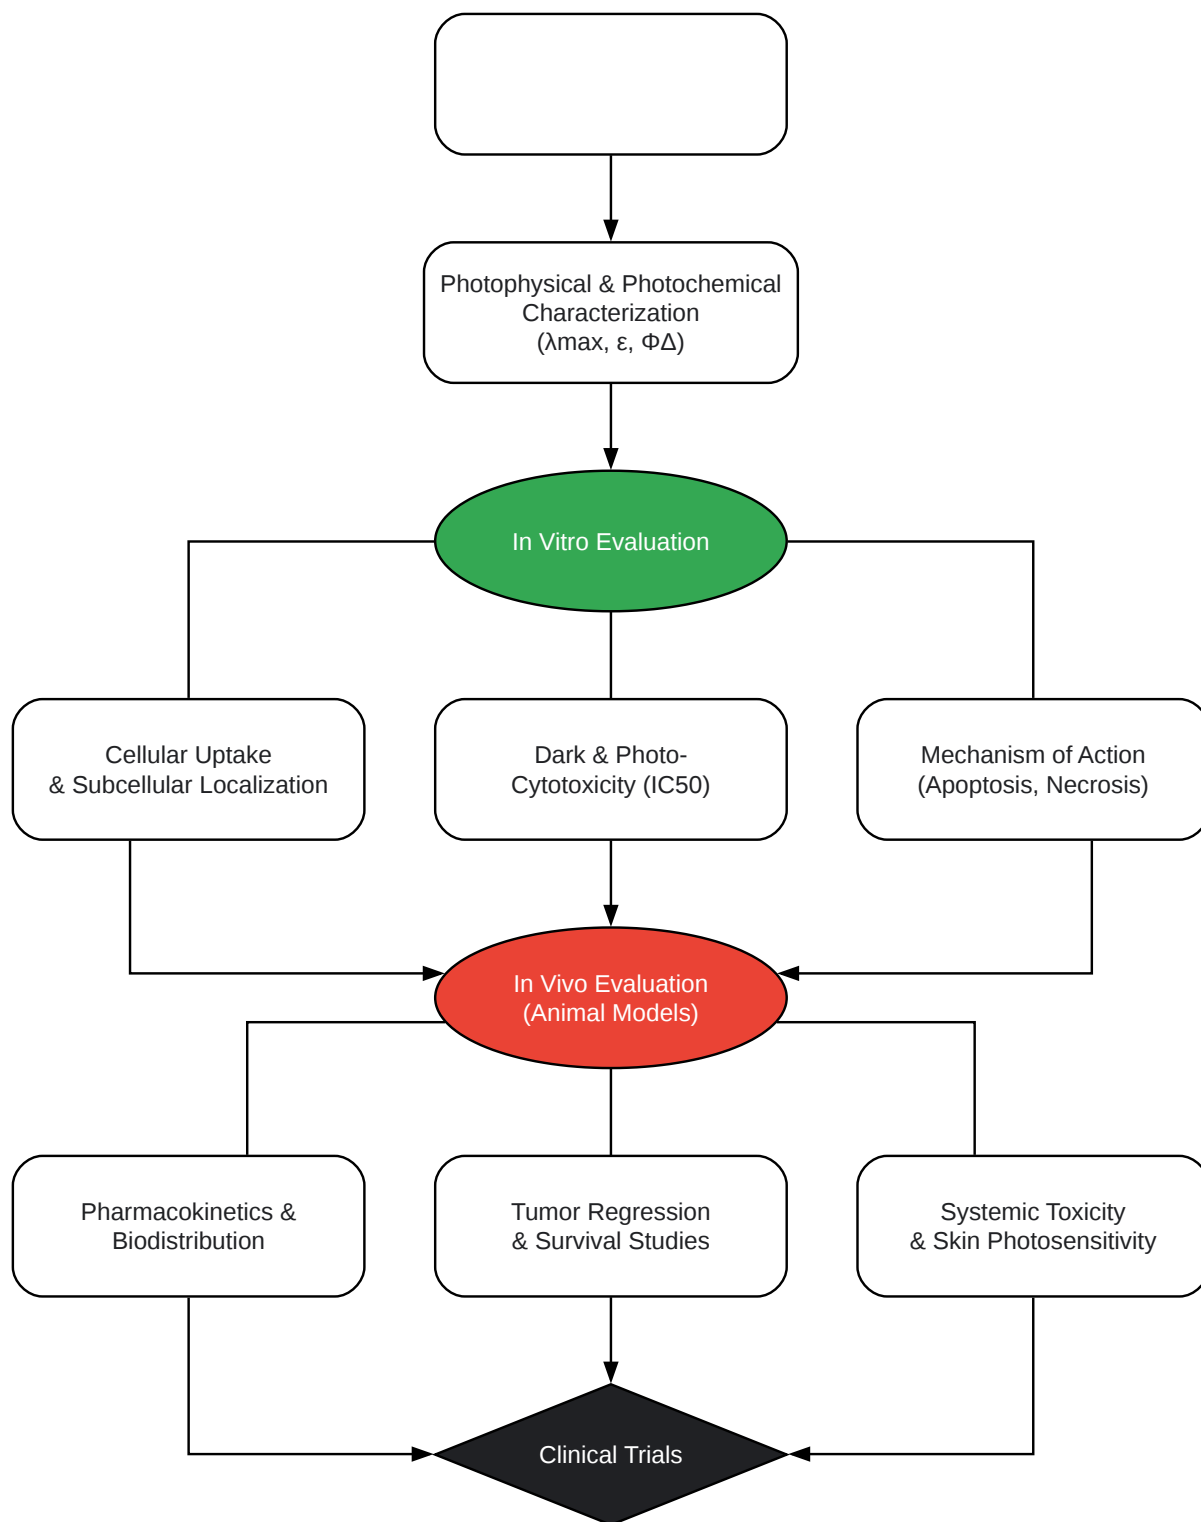 Photophysical & Photochemical
Characterization
(λmax, ε, ΦΔ)
In Vitro Evaluation
Cellular Uptake
& Subcellular Localization
Dark & Photo-
Cytotoxicity (IC50)
Mechanism of Action
(Apoptosis, Necrosis)
In Vivo Evaluation
(Animal Models)
Pharmacokinetics &
Biodistribution
Tumor Regression
& Survival Studies
Systemic Toxicity
& Skin Photosensitivity
Clinical Trials